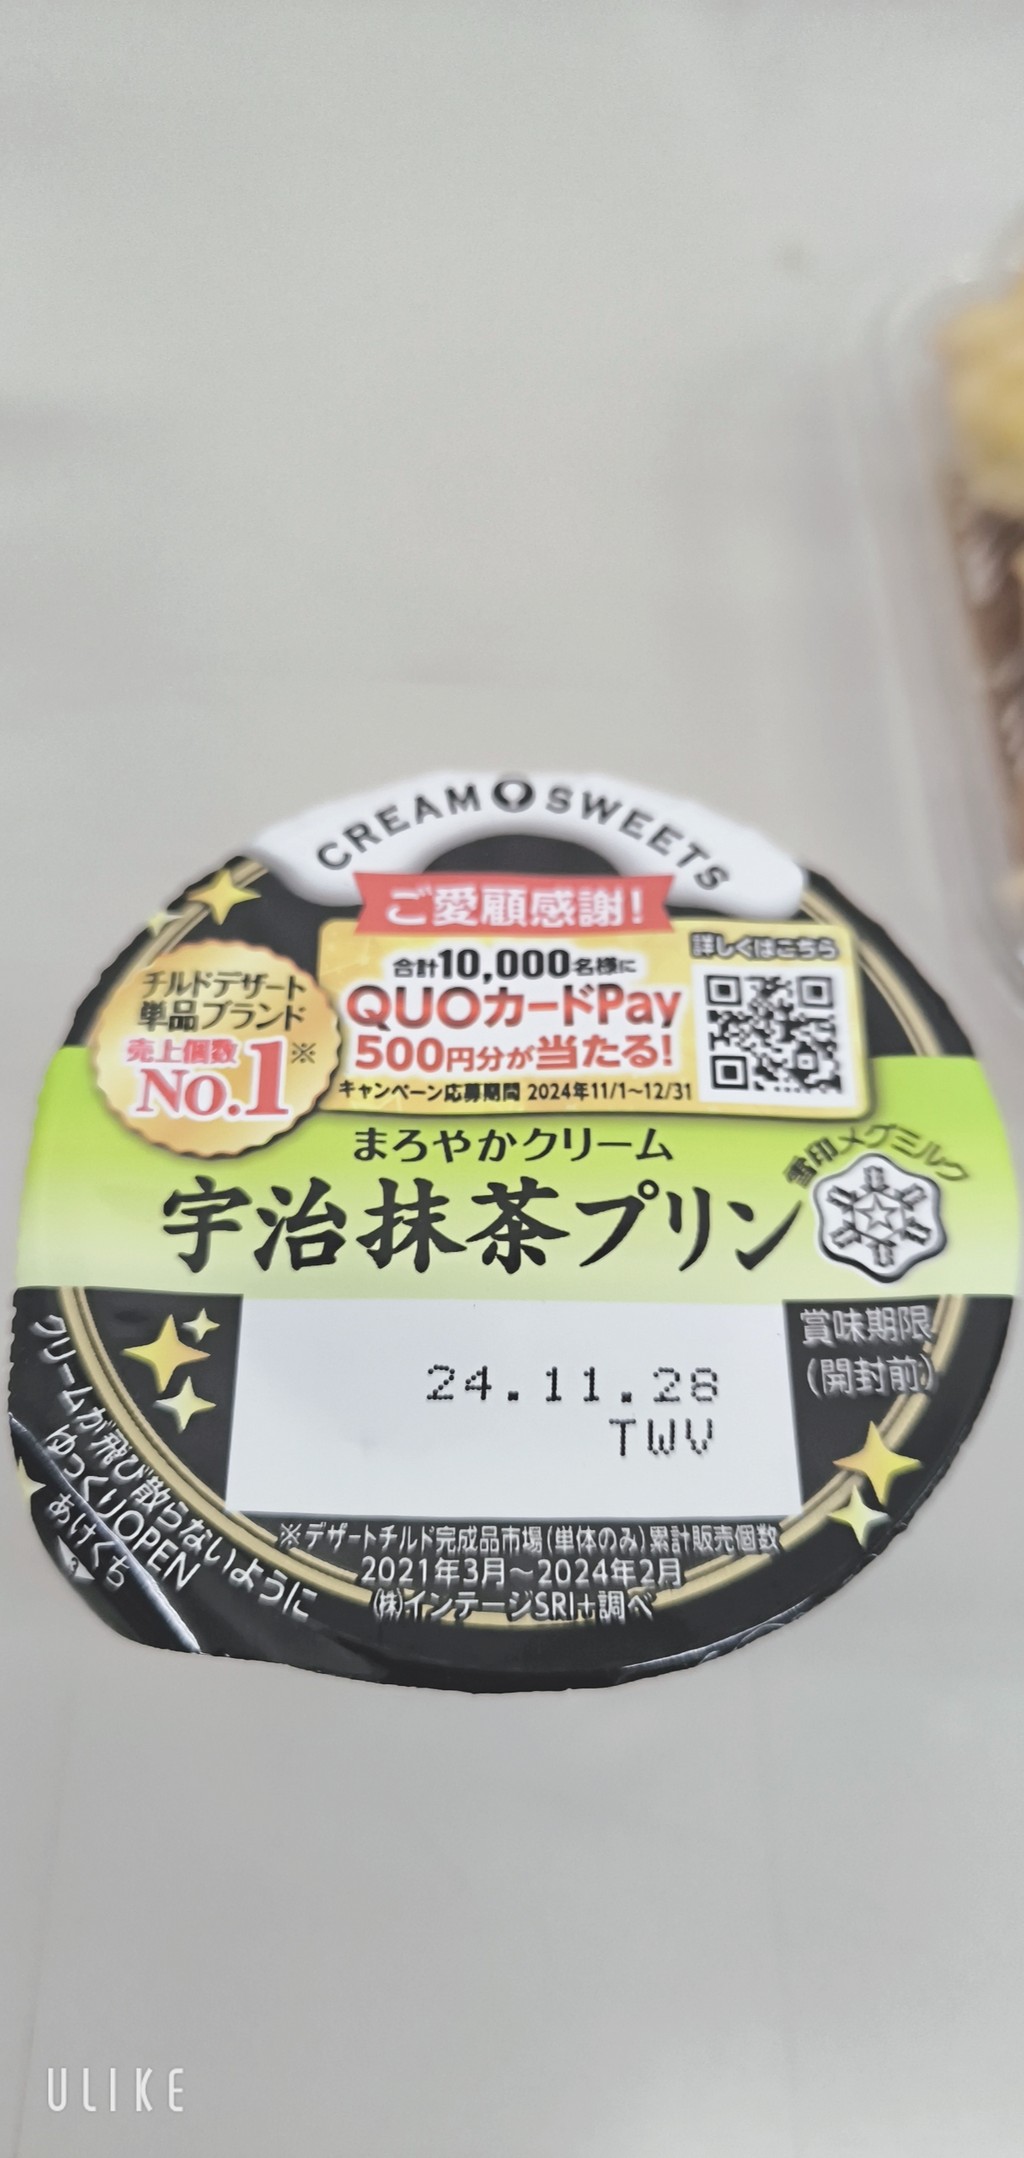 CREAM SWEETS
ご愛顧感謝!
合計10,000名様に
QUOカードPay
500円分が当たる!
キャンペーン応募期間 2024年11/1~12/31
詳しくはこちら
チルドデザート
単品ブランド
売上個数
No.1※
まろやかクリーム
宇治抹茶プリン
雪印メグミルク
賞味期限
(開封前)
24.11.28
TWV
クリームが飛び散らないように
ゆっくりOPEN
あけくち
3
※デザートチルド完成品市場(単体のみ)累計販売個数
2021年3月~2024年2月
(株)インテージSRI+調べ
ULIKE